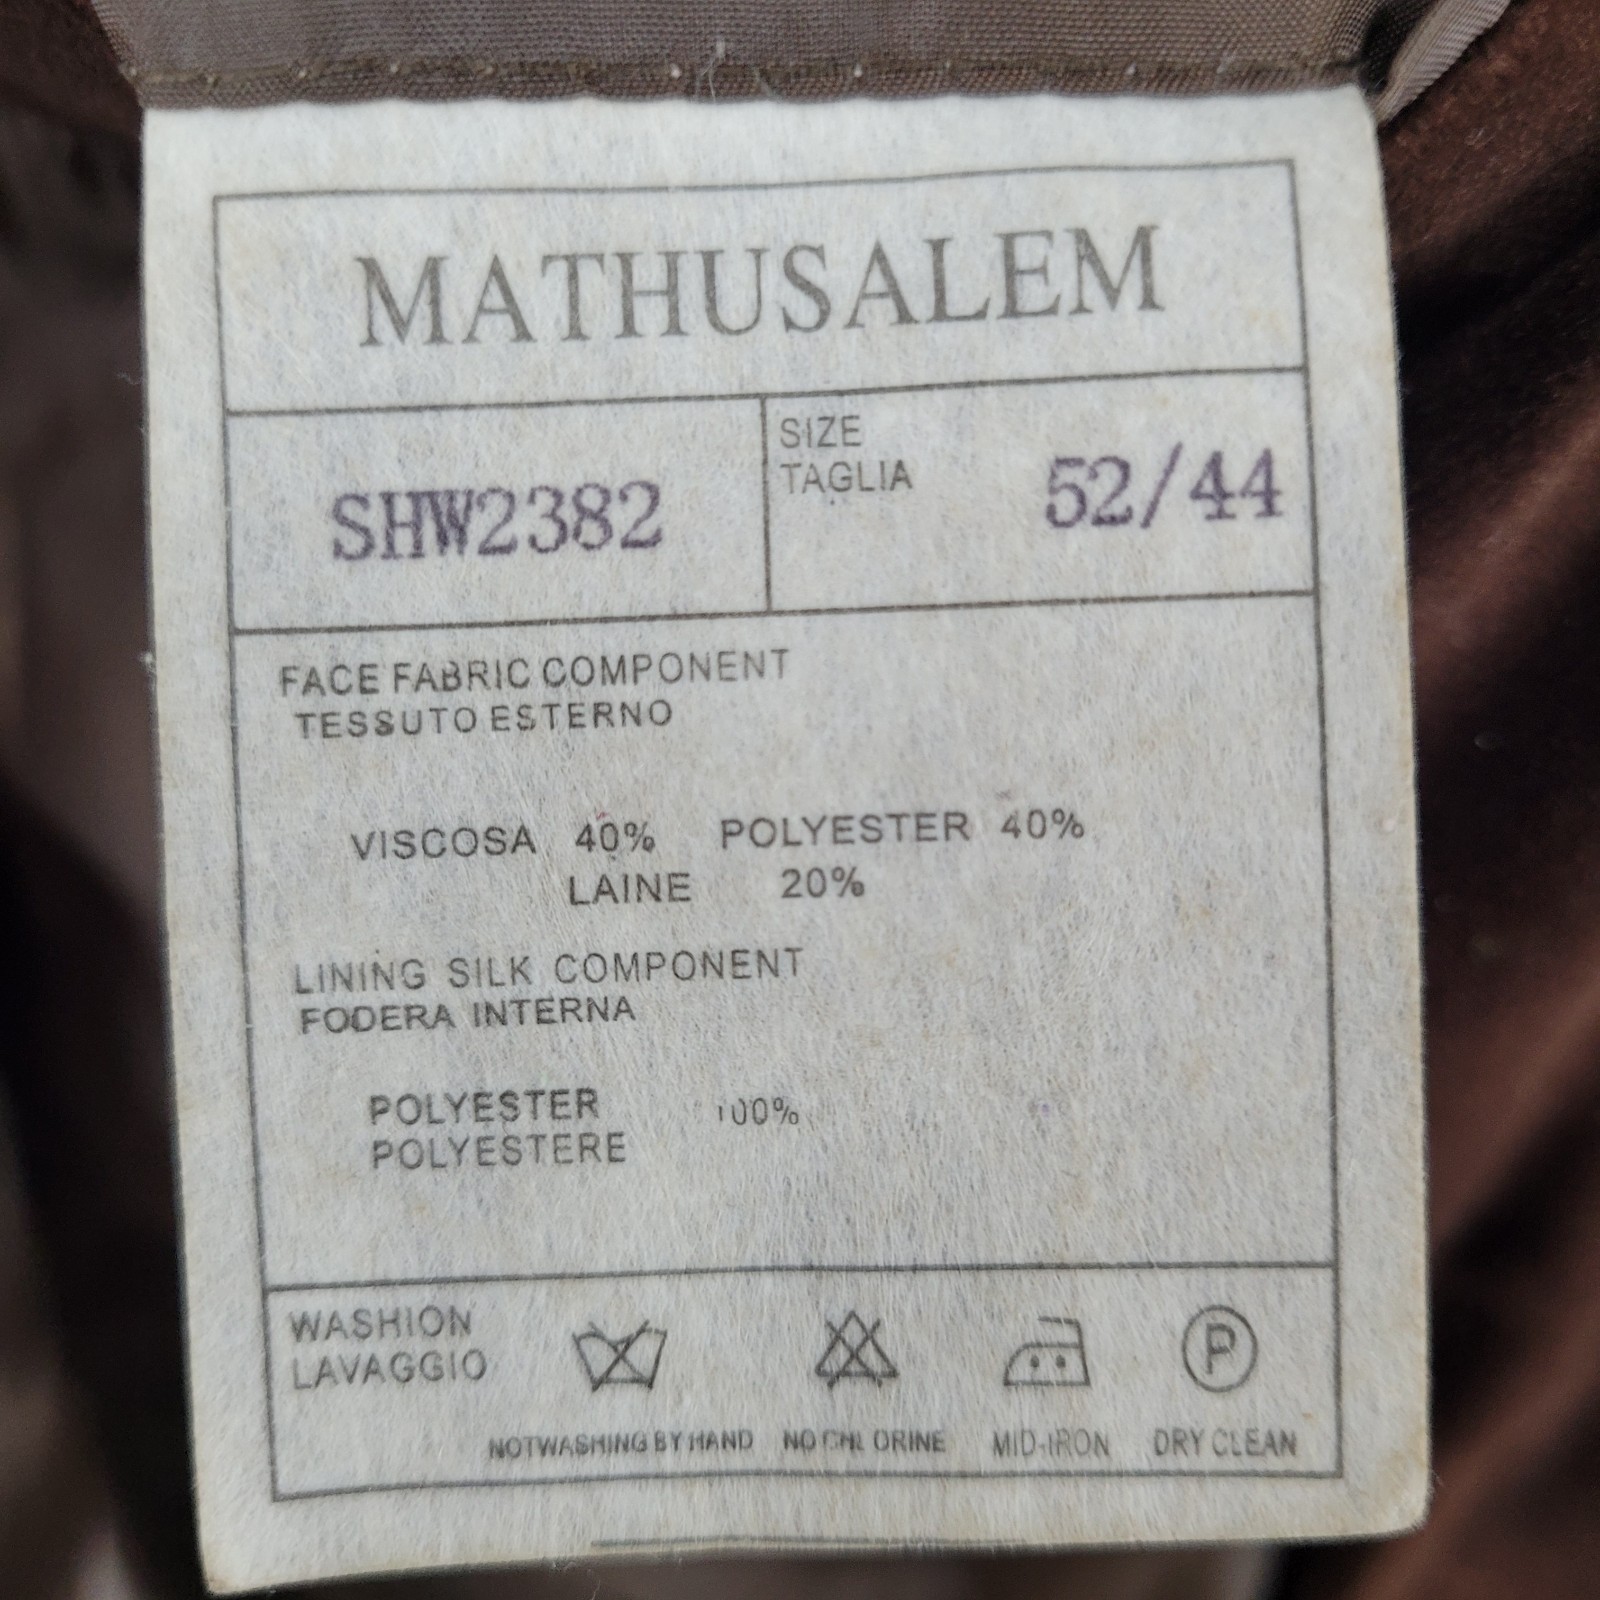 MATHUSALEM
SHW2382
SIZE
TAGLIA
52/44
FACE FABRIC COMPONENT
TESSUTO ESTERNO
VISCOSA 40% POLYESTER 40%
LAINE 20%
LINING SILK COMPONENT
FODERA INTERNA
POLYESTER 100%
POLYESTERE
WASHION
LAVAGGIO
P
NOTWASHING BY HAND NO CHLORINE MID-IRON DRY CLEAN